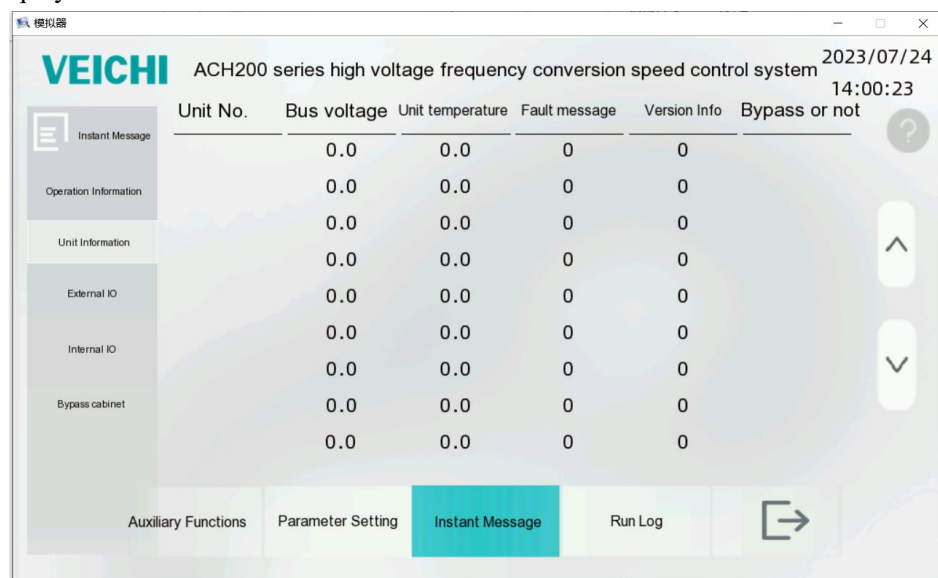 模拟器
VEICHI ACH200 series high voltage frequency conversion speed control system 2023/07/24
14:00:23
Unit No. Bus voltage Unit temperature Fault message Version Info Bypass or not
Instant Message
Operation Information
Unit Information
External IO
Internal IO
Bypass cabinet
0.0 0.0 0 0
0.0 0.0 0 0
0.0 0.0 0 0
0.0 0.0 0 0
0.0 0.0 0 0
0.0 0.0 0 0
0.0 0.0 0 0
0.0 0.0 0 0
0.0 0.0 0 0
?
Auxiliary Functions Parameter Setting Instant Message Run Log